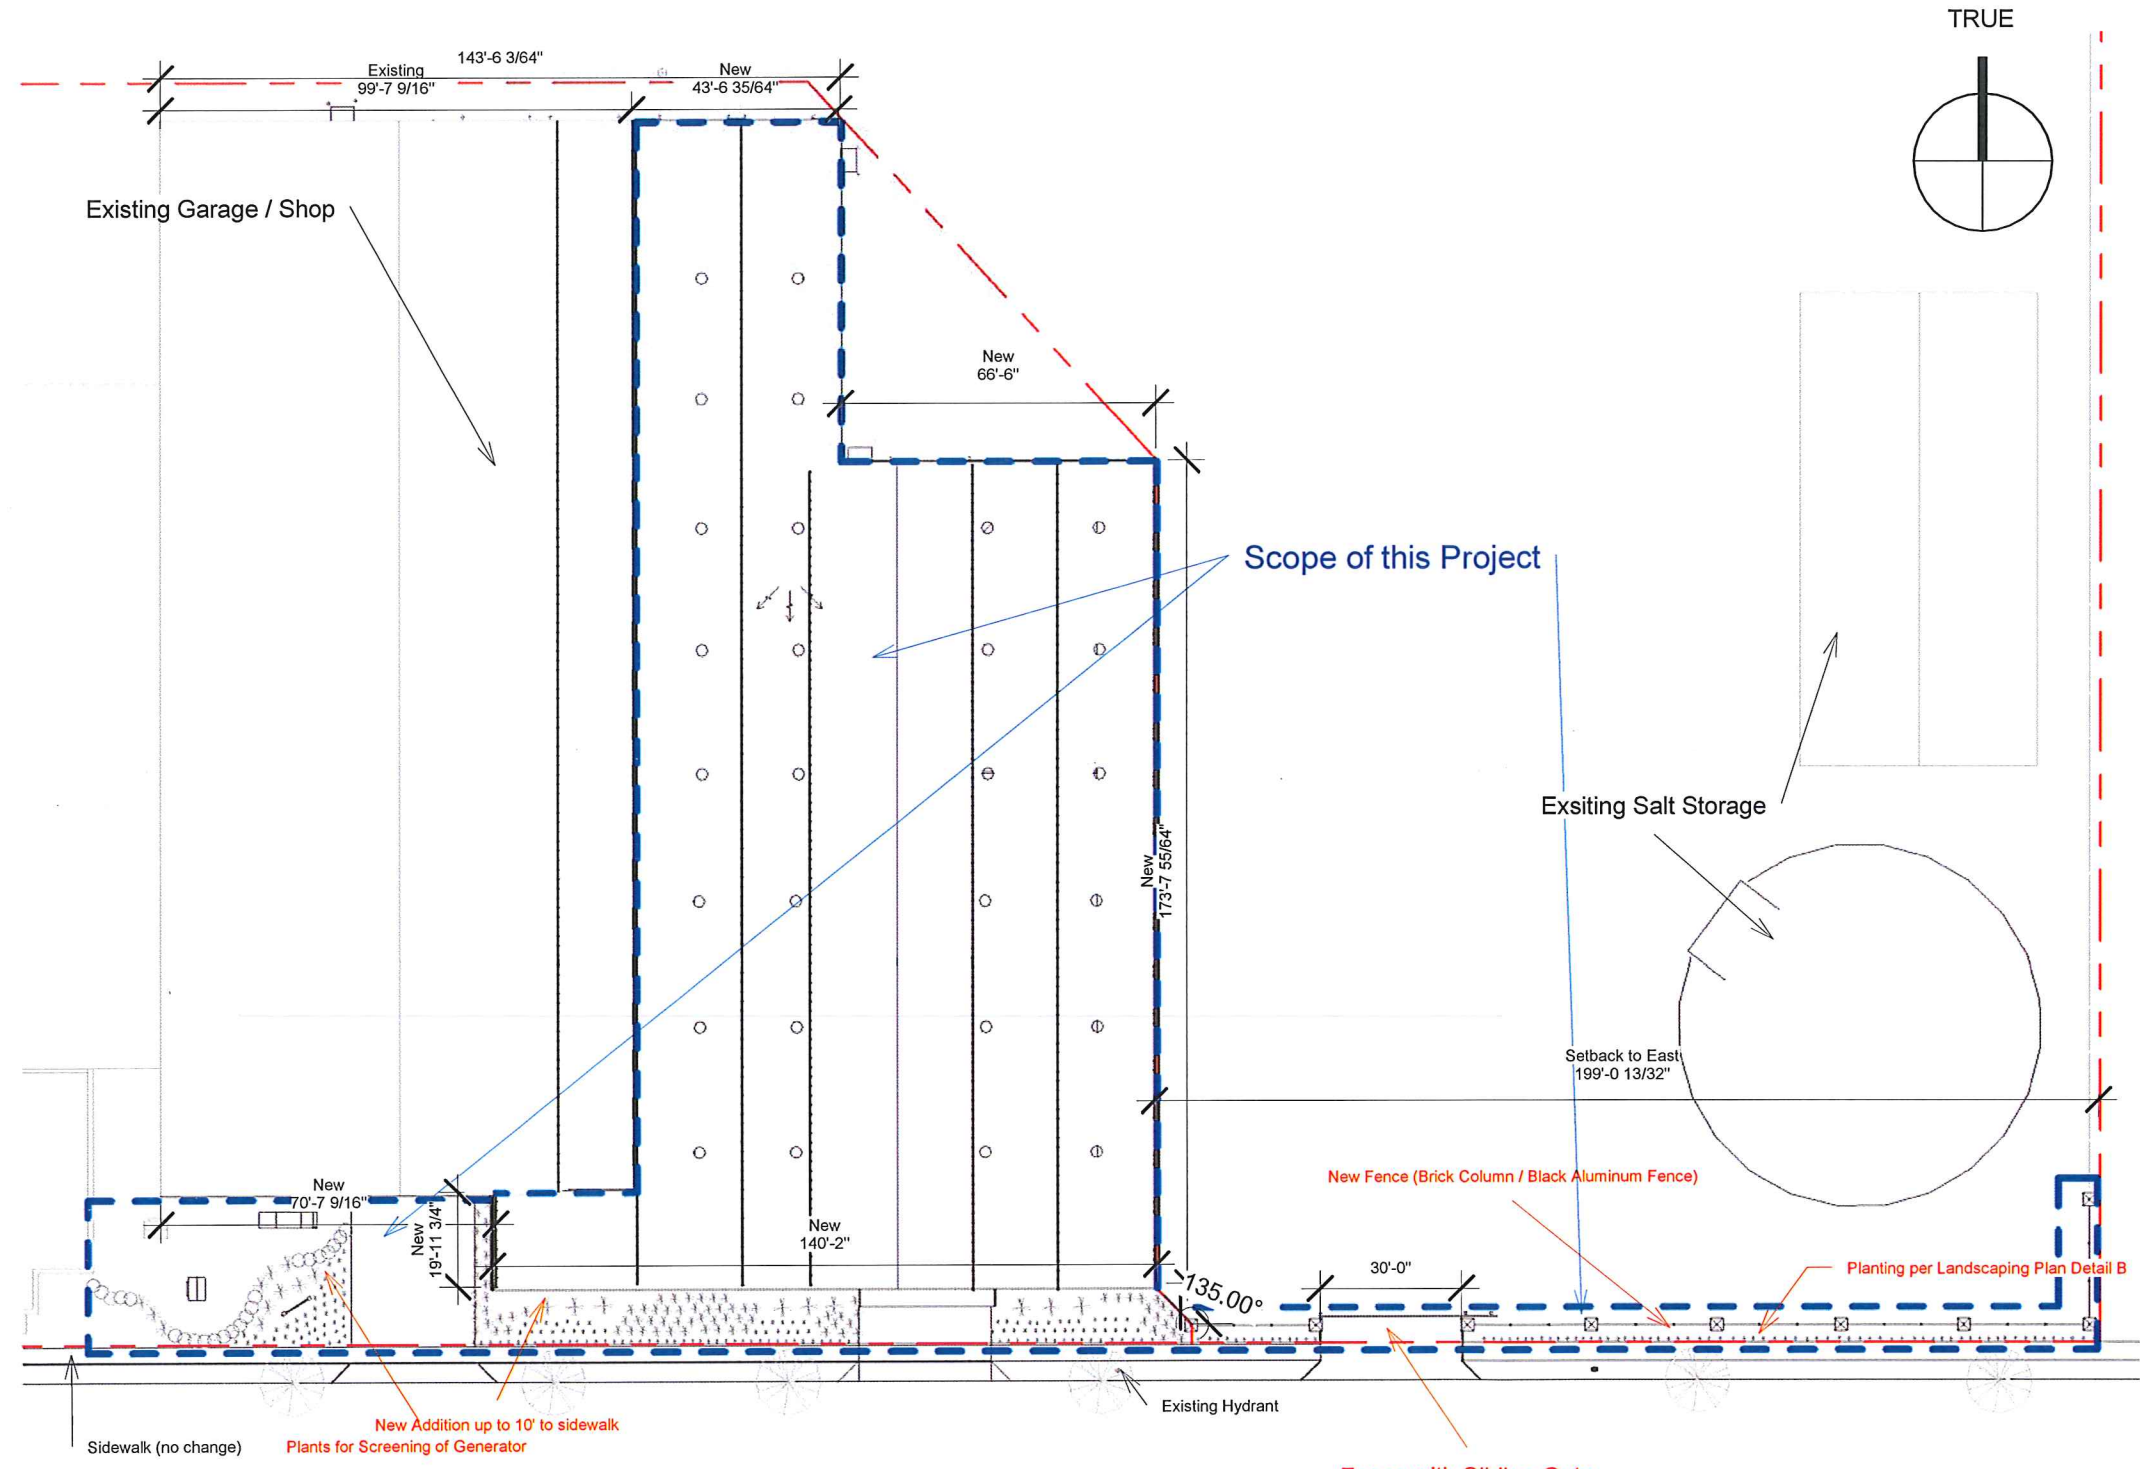 TRUE
143'-6 3/64"
Existing
99'-7 9/16"
New
43'-6 35/64"
Existing Garage / Shop
New
66'-6"
Scope of this Project
Exsiting Salt Storage
New
173'-7 55/64"
Setback to East
199'-0 13/32"
New Fence (Brick Column / Black Aluminum Fence)
New
70'-7 9/16"
New
19'-11 3/4"
New
140'-2"
135.00°
30'-0"
Planting per Landscaping Plan Detail B
Existing Hydrant
New Addition up to 10' to sidewalk
Plants for Screening of Generator
Sidewalk (no change)